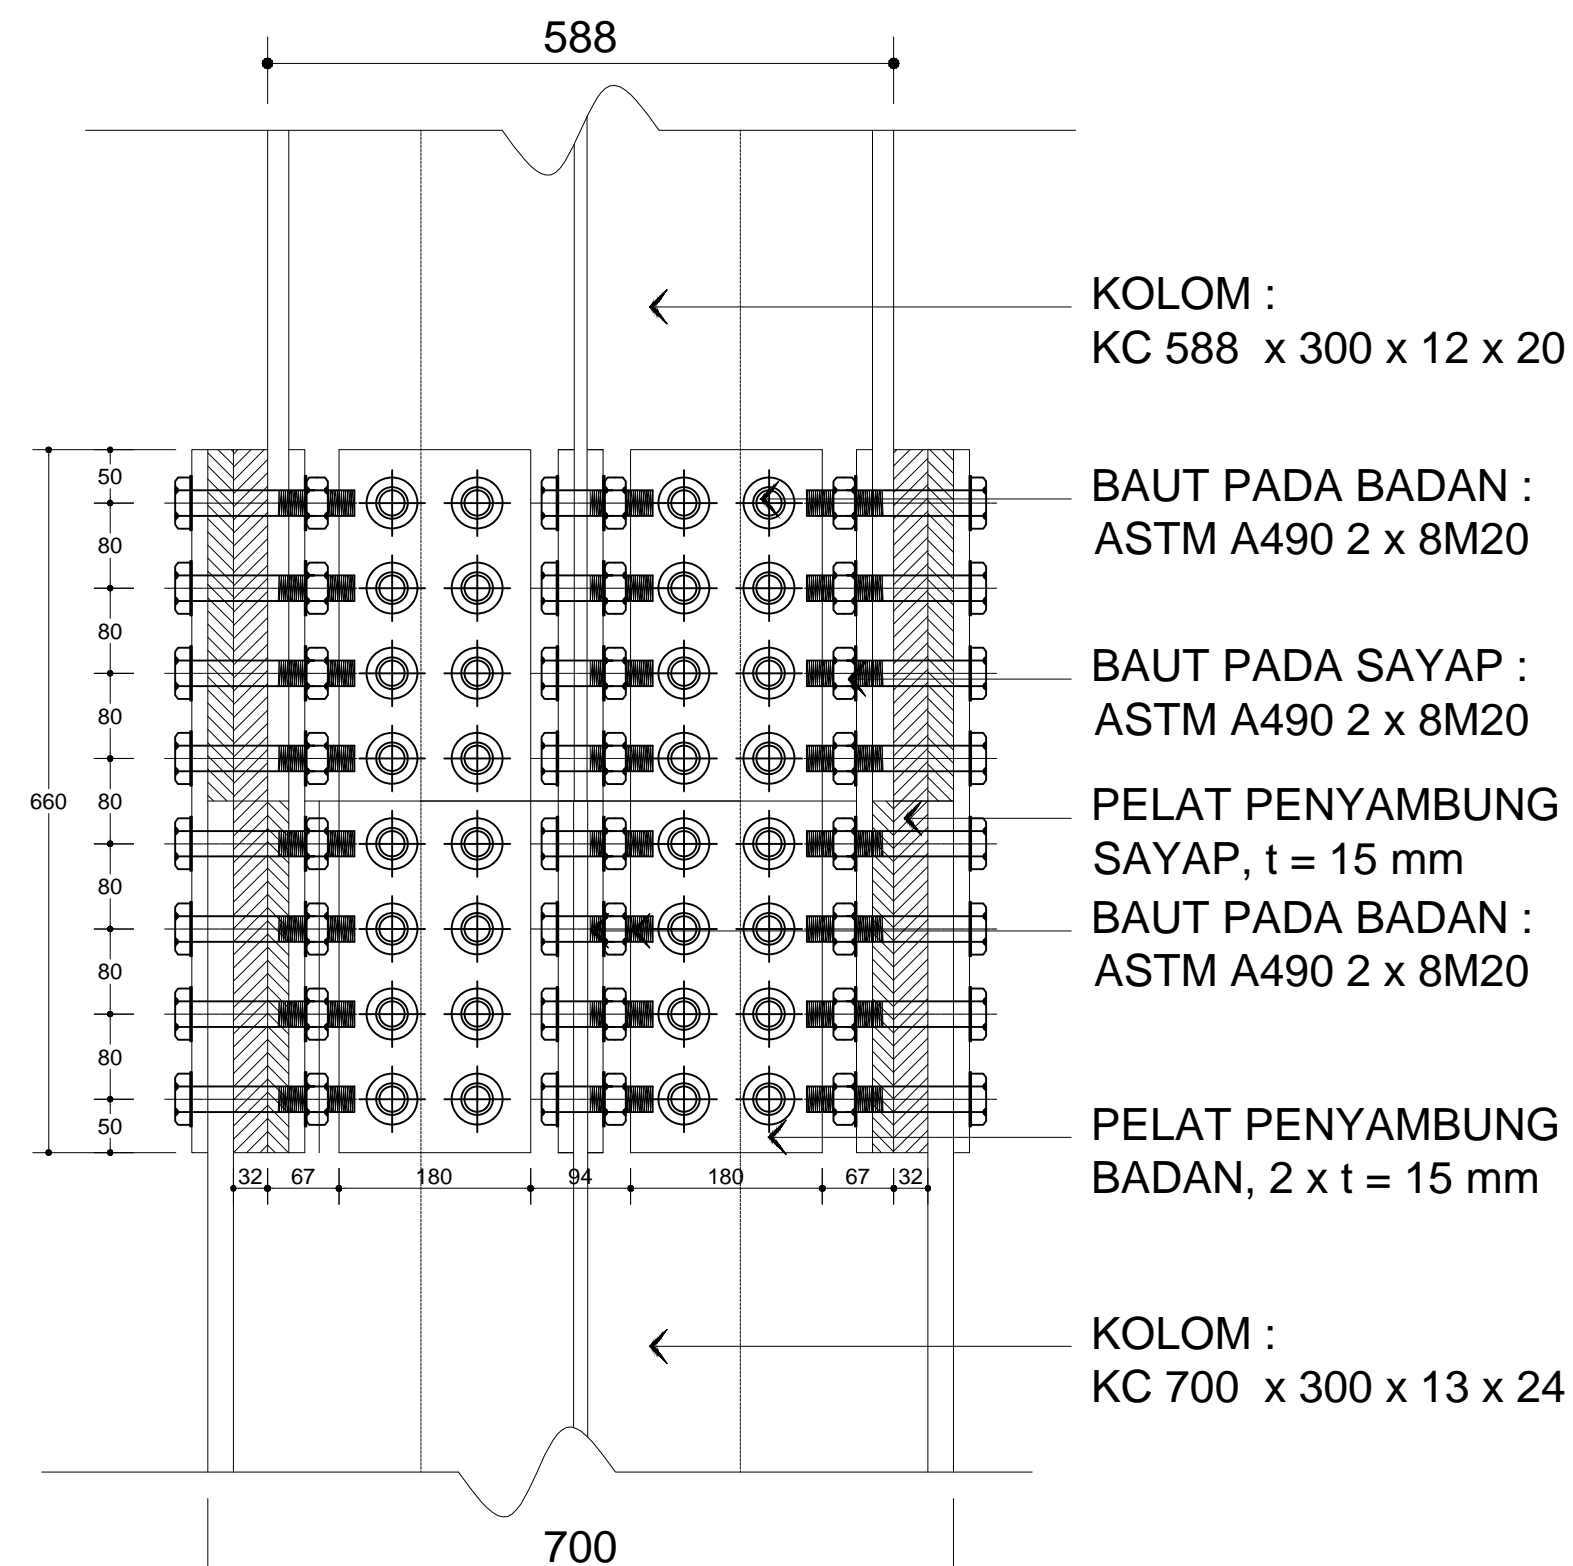 588
KOLOM :
KC 588 x 300 x 12 x 20
BAUT PADA BADAN :
ASTM A490 2 x 8M20
BAUT PADA SAYAP :
ASTM A490 2 x 8M20
PELAT PENYAMBUNG
SAYAP, t = 15 mm
BAUT PADA BADAN :
ASTM A490 2 x 8M20
PELAT PENYAMBUNG
BADAN, 2 x t = 15 mm
KOLOM :
KC 700 x 300 x 13 x 24
50
80
80
80
80
80
80
80
50
660
32 67 180 94 180 67 32
700